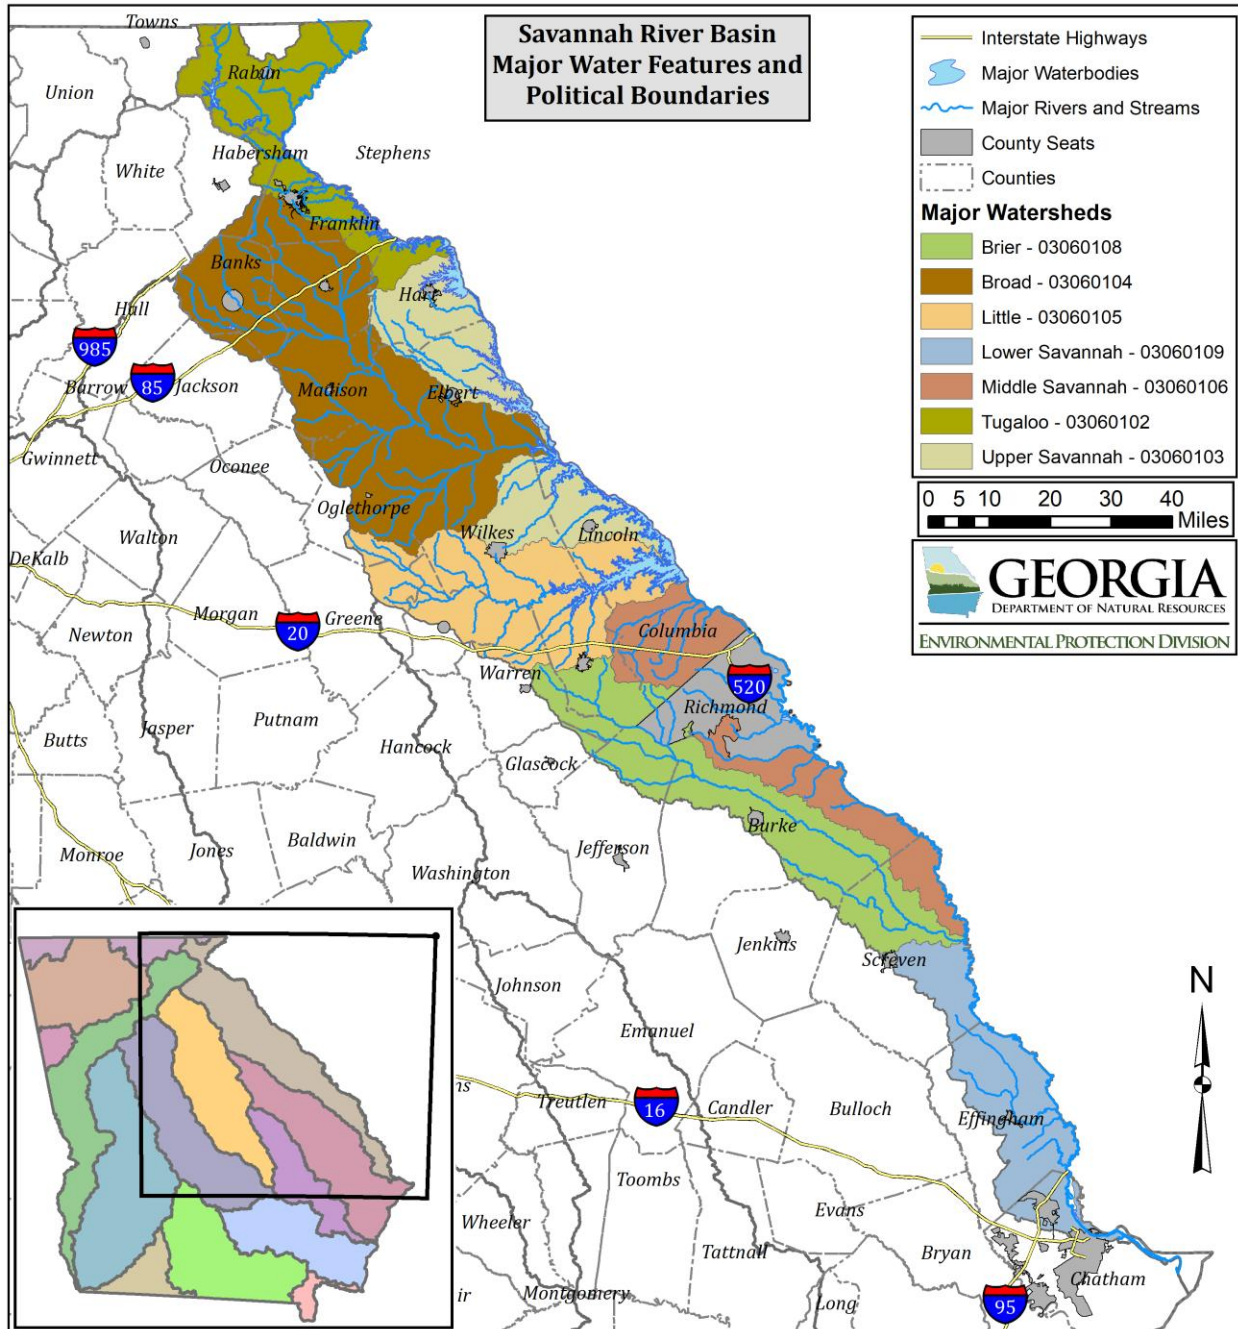 Savannah River Basin
Major Water Features and
Political Boundaries
Interstate Highways
Major Waterbodies
Major Rivers and Streams
County Seats
Counties
Major Watersheds
Brier - 03060108
Broad - 03060104
Little - 03060105
Lower Savannah - 03060109
Middle Savannah - 03060106
Tugaloo - 03060102
Upper Savannah - 03060103
0 5 10 20 30 40
Miles
GEORGIA
DEPARTMENT OF NATURAL RESOURCES
ENVIRONMENTAL PROTECTION DIVISION
Towns
Rabun
Union
Habersham
Stephens
White
Franklin
Banks
Hart
Hall
985
85
Barrow
Jackson
Madison
Elbert
Gwinnett
Oconee
Oglethorpe
Wilkes
Lincoln
Walton
DeKalb
Morgan
Greene
20
Newton
Columbia
Warren
520
Richmond
Putnam
Jasper
Butts
Hancock
Glascock
Burke
Baldwin
Jefferson
Monroe
Jones
Washington
Jenkins
Screven
Johnson
Emanuel
N
ns
Treutlen
16
Candler
Bulloch
Effingham
Toombs
Evans
Wheeler
Tattnall
Bryan
Chatham
ir
Montgomery
Long
95